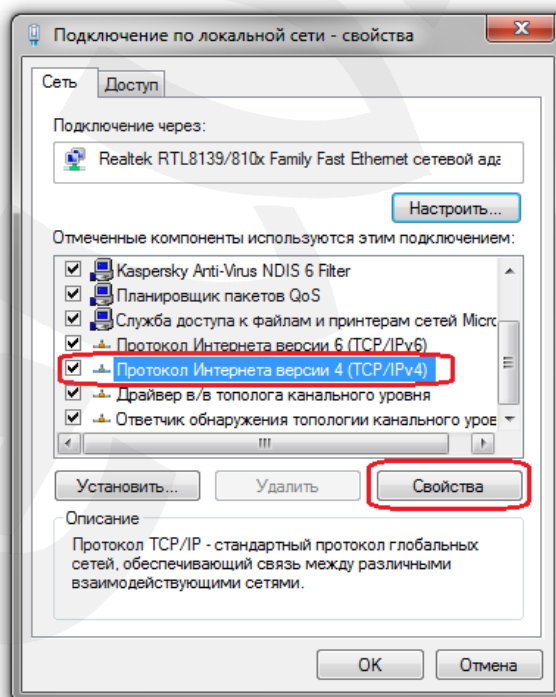 Подключение по локальной сети - свойства
Сеть
Доступ
Подключение через:
Realtek RTL8139/810x Family Fast Ethernet сетевой ада
Настроить...
Отмеченные компоненты используются этим подключением:
Kaspersky Anti-Virus NDIS 6 Filter
Планировщик пакетов QoS
Служба доступа к файлам и принтерам сетей Micro
Протокол Интернета версии 6 (TCP/IPv6)
Протокол Интернета версии 4 (TCP/IPv4)
Драйвер в/в тополога канального уровня
Ответчик обнаружения топологии канального уров
Установить...
Удалить
Свойства
Описание
Протокол TCP/IP - стандартный протокол глобальных
сетей, обеспечивающий связь между различными
взаимодействующими сетями.
OK
Отмена